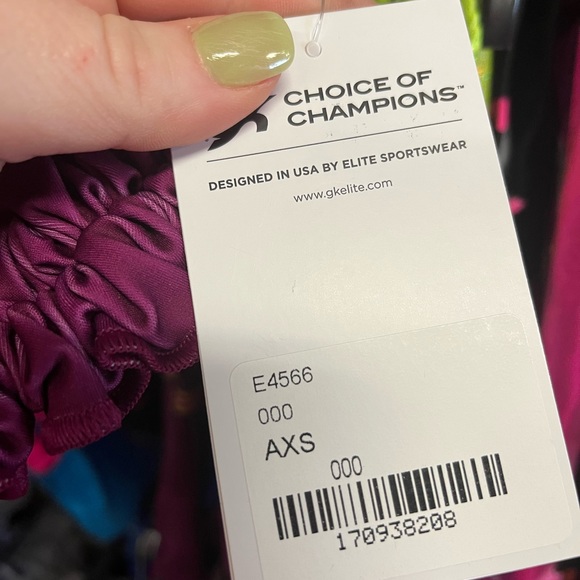 CHOICE OF
CHAMPIONS™
DESIGNED IN USA BY ELITE SPORTSWEAR
www.gkelite.com
E4566
000
AXS
000
170938208